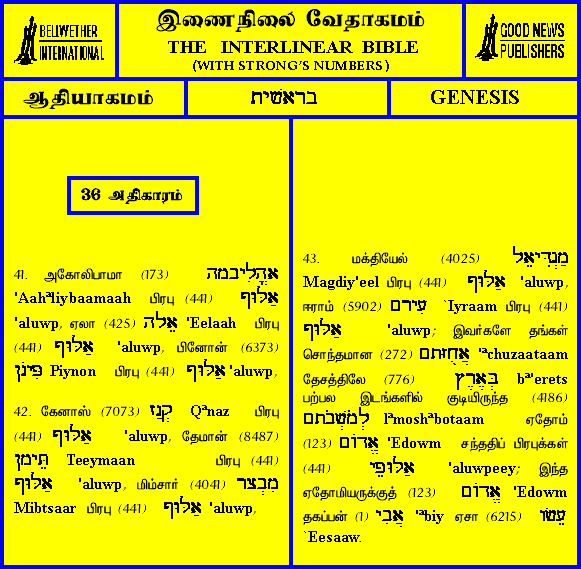 BELLWETHER
INTERNATIONAL
இணைநிலை வேதாகமம்
THE INTERLINEAR BIBLE
(WITH STRONG'S NUMBERS)
GOOD NEWS
PUBLISHERS
ஆதியாகமம்
בראשׁית
GENESIS
36 அதிகாரம்
41. அகோலிபாமா (173) אהליבמה
'Aahªliybaamaah பிரபு (441) אַלּוּף
'aluwp, ஏலா (425) אֵלָה 'Eelaah பிரபு
(441) אַלּוּף 'aluwp, பினோன் (6373)
פִּינֹן Piynon பிரபு (441) אַלּוּף 'aluwp,
42. கேனாஸ் (7073) קְנַז Qªnaz பிரபு
(441) אַלּוּף 'aluwp, தேமான் (8487)
תֵּימָן Teeymaan பிரபு (441)
אַלּוּף 'aluwp, மிம்சார் (4041) מִבְצָר
Mibtsaar பிரபு (441) אַלּוּף 'aluwp,
43. மக்தியேல் (4025) מַגְדִּיאֵל
Magdiy'eel பிரபு (441) אַלּוּף 'aluwp,
ஈராம் (5902) עִירָם `Iyraam பிரபு (441)
אַלּוּף 'aluwp; இவர்களே தங்கள்
சொந்தமான (272) אֲחֻזָּתָם 'ªchuzaataam
தேசத்திலே (776) בְּאֶרֶץ bª'erets
பற்பல இடங்களில் குடியிருந்த (4186)
לְמֹשְׁבֹתָם lªmoshªbotaam ஏதோம்
(123) אֱדוֹם 'Edowm சந்ததிப் பிரபுக்கள்
(441) אַלּוּפֵי 'aluwpeey; இந்த
ஏதோமியருக்குத் (123) אֱדוֹם 'Edowm
தகப்பன் (1) אֲבִי 'ªbiy ஏசா (6215) עֵשָׂו
`Eesaaw.